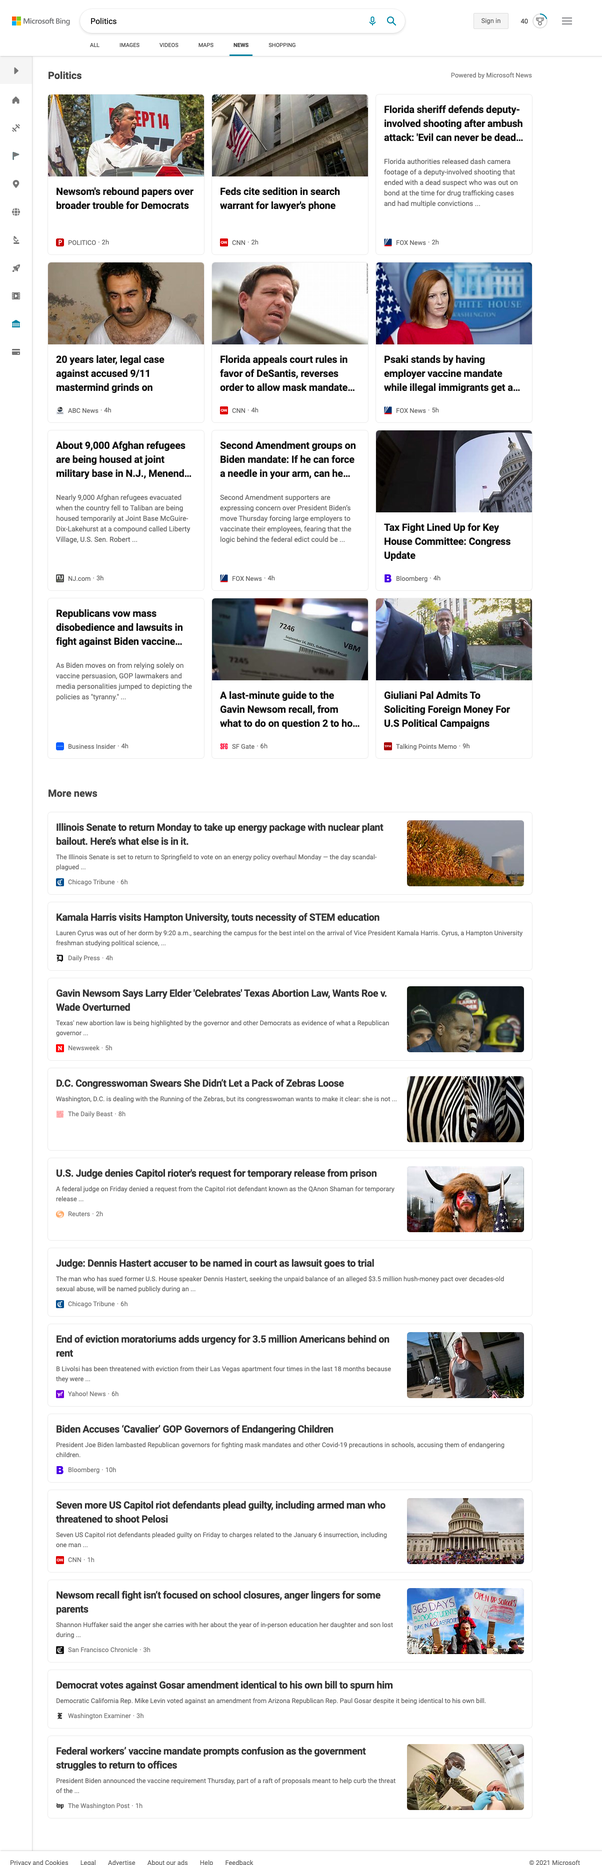 Microsoft Bing
Politics
Sign in
40
ALL
IMAGES
VIDEOS
MAPS
NEWS
SHOPPING
Politics
Powered by Microsoft News
EPT 14
Newsom's rebound papers over
broader trouble for Democrats
POLITICO · 2h
Feds cite sedition in search
warrant for lawyer's phone
CNN · 2h
Florida sheriff defends deputy-
involved shooting after ambush
attack: 'Evil can never be dead...
Florida authorities released dash camera
footage of a deputy-involved shooting that
ended with a dead suspect who was out on
bond at the time for drug trafficking cases
and had multiple convictions ...
FOX News · 2h
20 years later, legal case
against accused 9/11
mastermind grinds on
ABC News · 4h
Florida appeals court rules in
favor of DeSantis, reverses
order to allow mask mandate...
CNN · 4h
WHITE HOUSE
WASHINGTON
Psaki stands by having
employer vaccine mandate
while illegal immigrants get a...
FOX News · 5h
About 9,000 Afghan refugees
are being housed at joint
military base in N.J., Menend...
Nearly 9,000 Afghan refugees evacuated
when the country fell to Taliban are being
housed temporarily at Joint Base McGuire-
Dix-Lakehurst at a compound called Liberty
Village, U.S. Sen. Robert ...
NJ.com · 3h
Second Amendment groups on
Biden mandate: If he can force
a needle in your arm, can he...
Second Amendment supporters are
expressing concern over President Biden's
move Thursday forcing large employers to
vaccinate their employees, fearing that the
logic behind the federal edict could be ...
FOX News · 4h
Tax Fight Lined Up for Key
House Committee: Congress
Update
Bloomberg · 4h
Republicans vow mass
disobedience and lawsuits in
fight against Biden vaccine...
As Biden moves on from relying solely on
vaccine persuasion, GOP lawmakers and
media personalities jumped to depicting the
policies as "tyranny." ...
Business Insider · 4h
7246
VBM
7245
VBM
A last-minute guide to the
Gavin Newsom recall, from
what to do on question 2 to ho...
SF Gate · 6h
Giuliani Pal Admits To
Soliciting Foreign Money For
U.S Political Campaigns
Talking Points Memo · 9h
More news
Illinois Senate to return Monday to take up energy package with nuclear plant
bailout. Here's what else is in it.
The Illinois Senate is set to return to Springfield to vote on an energy policy overhaul Monday — the day scandal-
plagued ...
Chicago Tribune · 6h
Kamala Harris visits Hampton University, touts necessity of STEM education
Lauren Cyrus was out of her dorm by 9:20 a.m., searching the campus for the best intel on the arrival of Vice President Kamala Harris. Cyrus, a Hampton University
freshman studying political science, ...
Daily Press · 4h
Gavin Newsom Says Larry Elder 'Celebrates' Texas Abortion Law, Wants Roe v.
Wade Overturned
Texas' new abortion law is being highlighted by the governor and other Democrats as evidence of what a Republican
governor ...
Newsweek · 5h
D.C. Congresswoman Swears She Didn't Let a Pack of Zebras Loose
Washington, D.C. is dealing with the Running of the Zebras, but its congresswoman wants to make it clear: she is not ...
The Daily Beast · 8h
U.S. Judge denies Capitol rioter's request for temporary release from prison
A federal judge on Friday denied a request from the Capitol riot defendant known as the QAnon Shaman for temporary
release ...
Reuters · 2h
Judge: Dennis Hastert accuser to be named in court as lawsuit goes to trial
The man who has sued former U.S. House speaker Dennis Hastert, seeking the unpaid balance of an alleged $3.5 million hush-money pact over decades-old
sexual abuse, will be named publicly during an ...
Chicago Tribune · 6h
End of eviction moratoriums adds urgency for 3.5 million Americans behind on
rent
B Livolsi has been threatened with eviction from their Las Vegas apartment four times in the last 18 months because
they were ...
Yahoo! News · 6h
Biden Accuses 'Cavalier' GOP Governors of Endangering Children
President Joe Biden lambasted Republican governors for fighting mask mandates and other Covid-19 precautions in schools, accusing them of endangering
children.
Bloomberg · 10h
Seven more US Capitol riot defendants plead guilty, including armed man who
threatened to shoot Pelosi
Seven US Capitol riot defendants pleaded guilty on Friday to charges related to the January 6 insurrection, including
one man ...
CNN · 1h
Newsom recall fight isn't focused on school closures, anger lingers for some
parents
Shannon Huffaker said the anger she carries with her about the year of in-person education her daughter and son lost
during ...
San Francisco Chronicle · 3h
365 DAYS
Democrat votes against Gosar amendment identical to his own bill to spurn him
Democratic California Rep. Mike Levin voted against an amendment from Arizona Republican Rep. Paul Gosar despite it being identical to his own bill.
Washington Examiner · 3h
Federal workers' vaccine mandate prompts confusion as the government
struggles to return to offices
President Biden announced the vaccine requirement Thursday, part of a raft of proposals meant to help curb the threat
of the ...
The Washington Post · 1h
Privacy and Cookies
Legal
Advertise
About our ads
Help
Feedback
© 2021 Microsoft